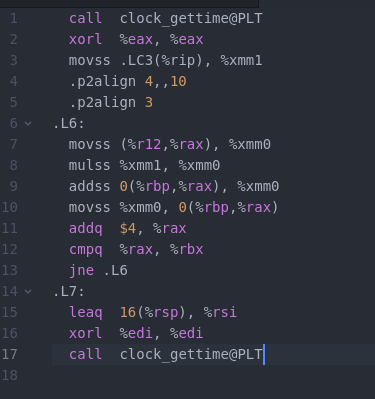 1 call clock_gettime@PLT
2 xorl %eax, %eax
3 movss .LC3(%rip), %xmm1
4 .p2align 4,,10
5 .p2align 3
6 .L6:
7 movss (%r12,%rax), %xmm0
8 mulss %xmm1, %xmm0
9 addss 0(%rbp,%rax), %xmm0
10 movss %xmm0, 0(%rbp,%rax)
11 addq $4, %rax
12 cmpq %rax, %rbx
13 jne .L6
14 .L7:
15 leaq 16(%rsp), %rsi
16 xorl %edi, %edi
17 call clock_gettime@PLT
18